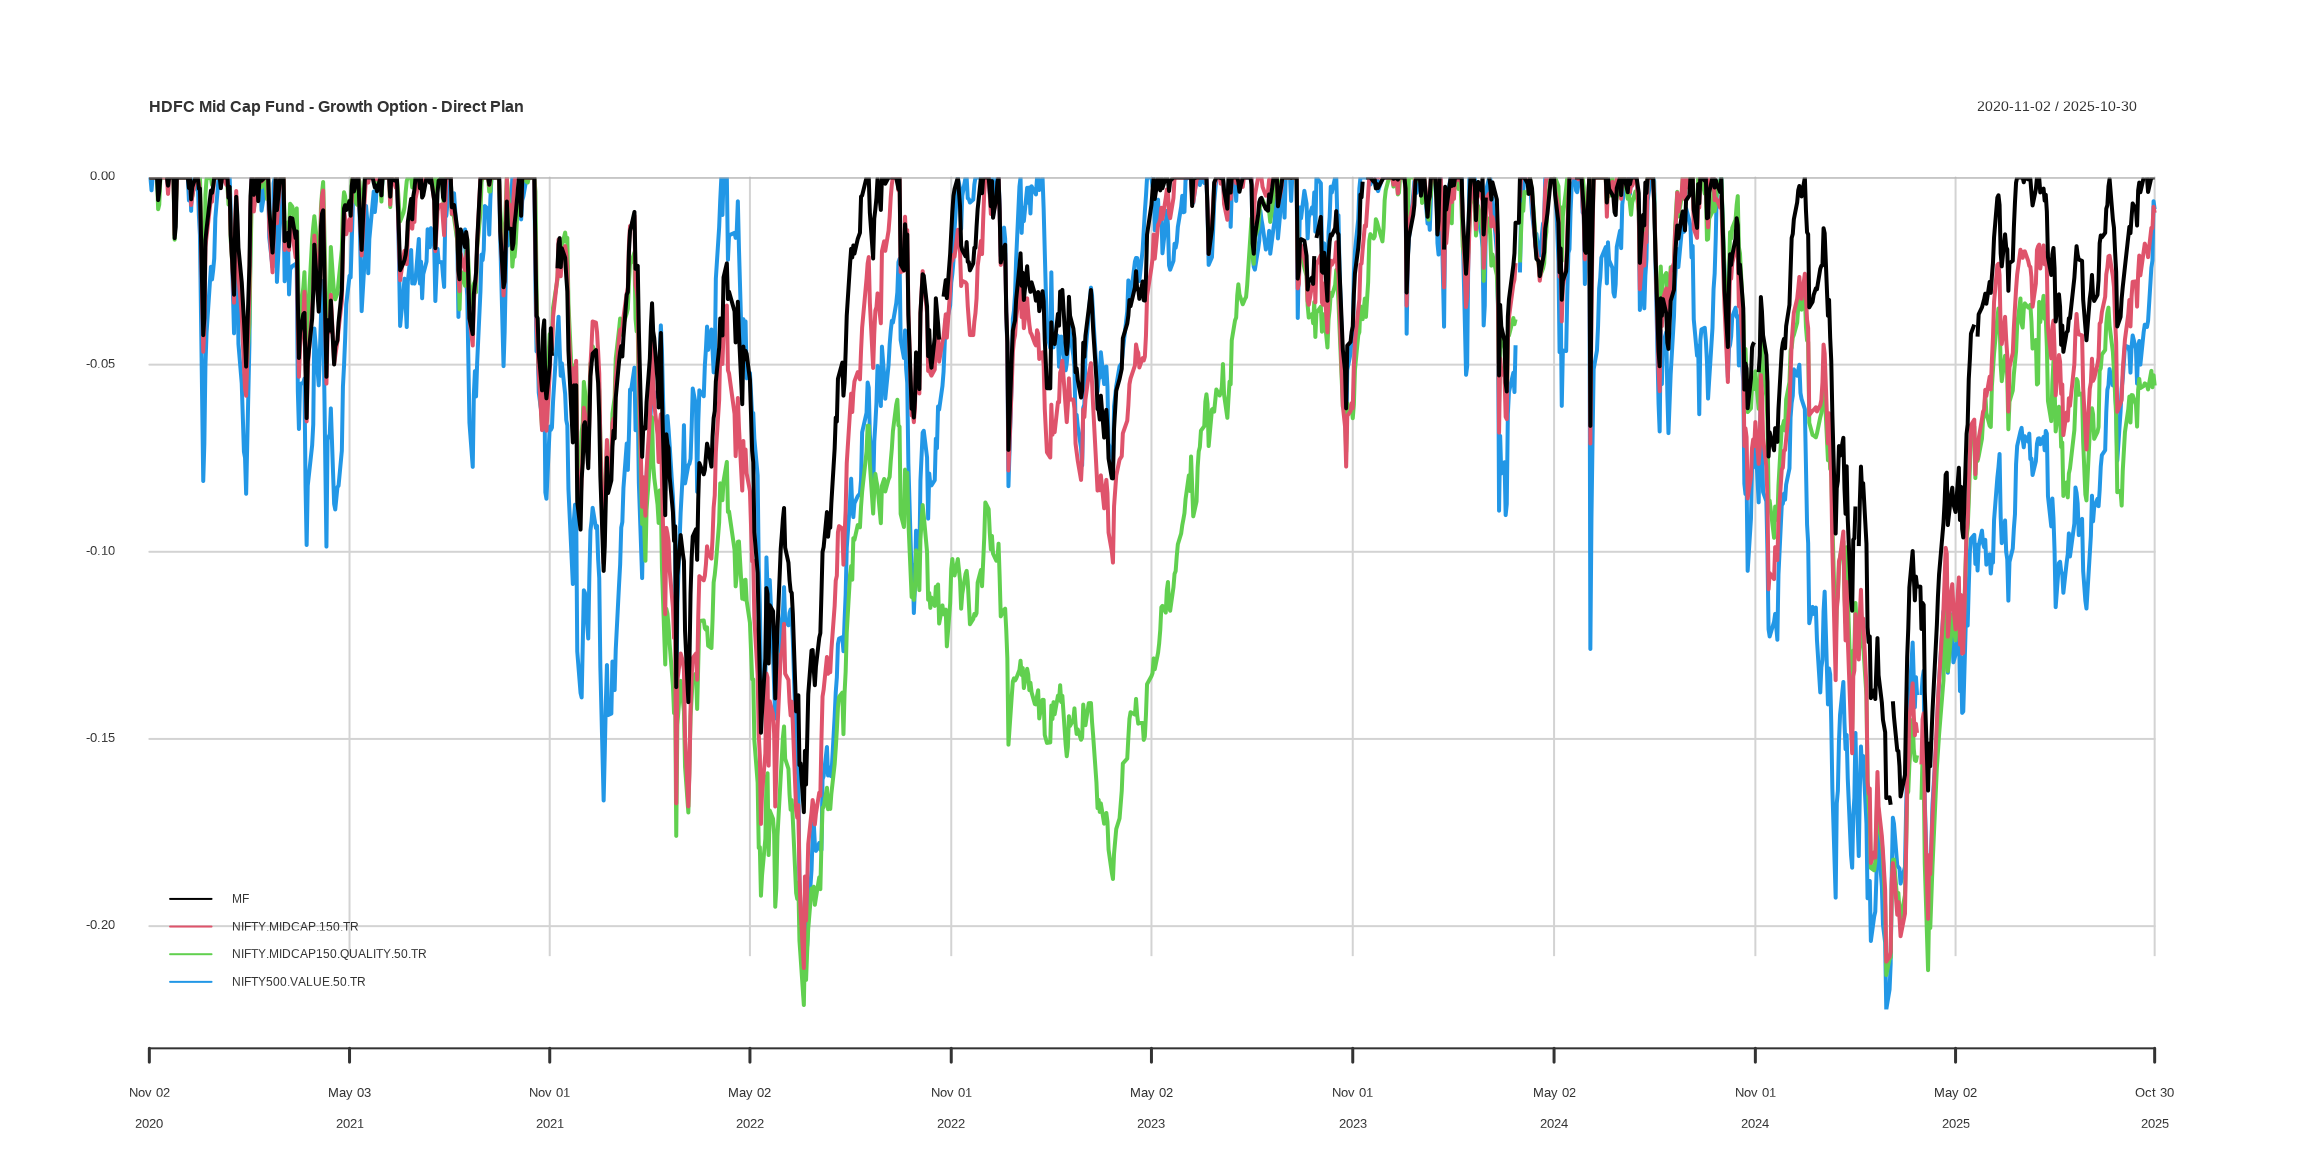 HDFC Mid Cap Fund - Growth Option - Direct Plan
2020-11-02 / 2025-10-30
0.00
-0.05
-0.10
-0.15
-0.20
MF
NIFTY.MIDCAP.150.TR
NIFTY.MIDCAP150.QUALITY.50.TR
NIFTY500.VALUE.50.TR
Nov 02 May 03 Nov 01 May 02 Nov 01 May 02 Nov 01 May 02 Nov 01 May 02 Oct 30
2020 2021 2021 2022 2022 2023 2023 2024 2024 2025 2025